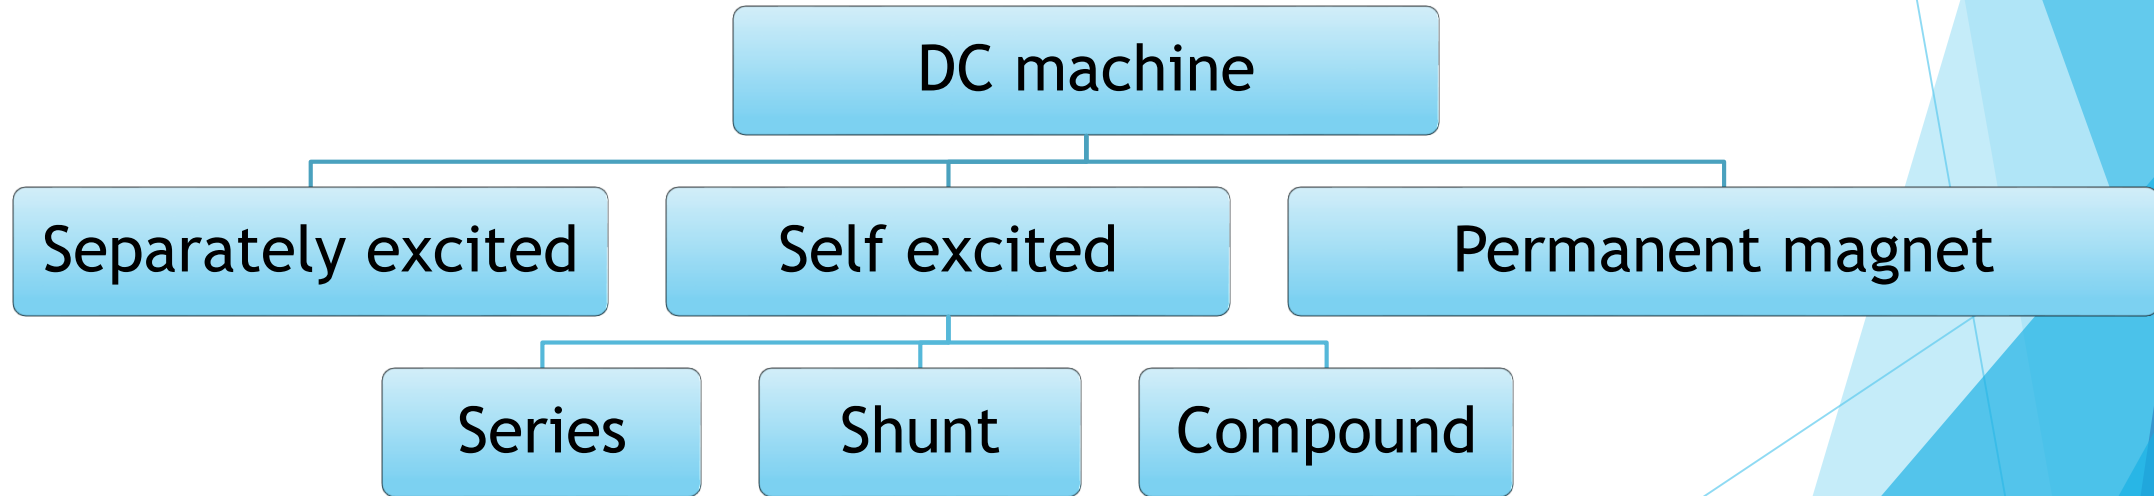 DC machine
Separately excited
Self excited
Permanent magnet
Series
Shunt
Compound